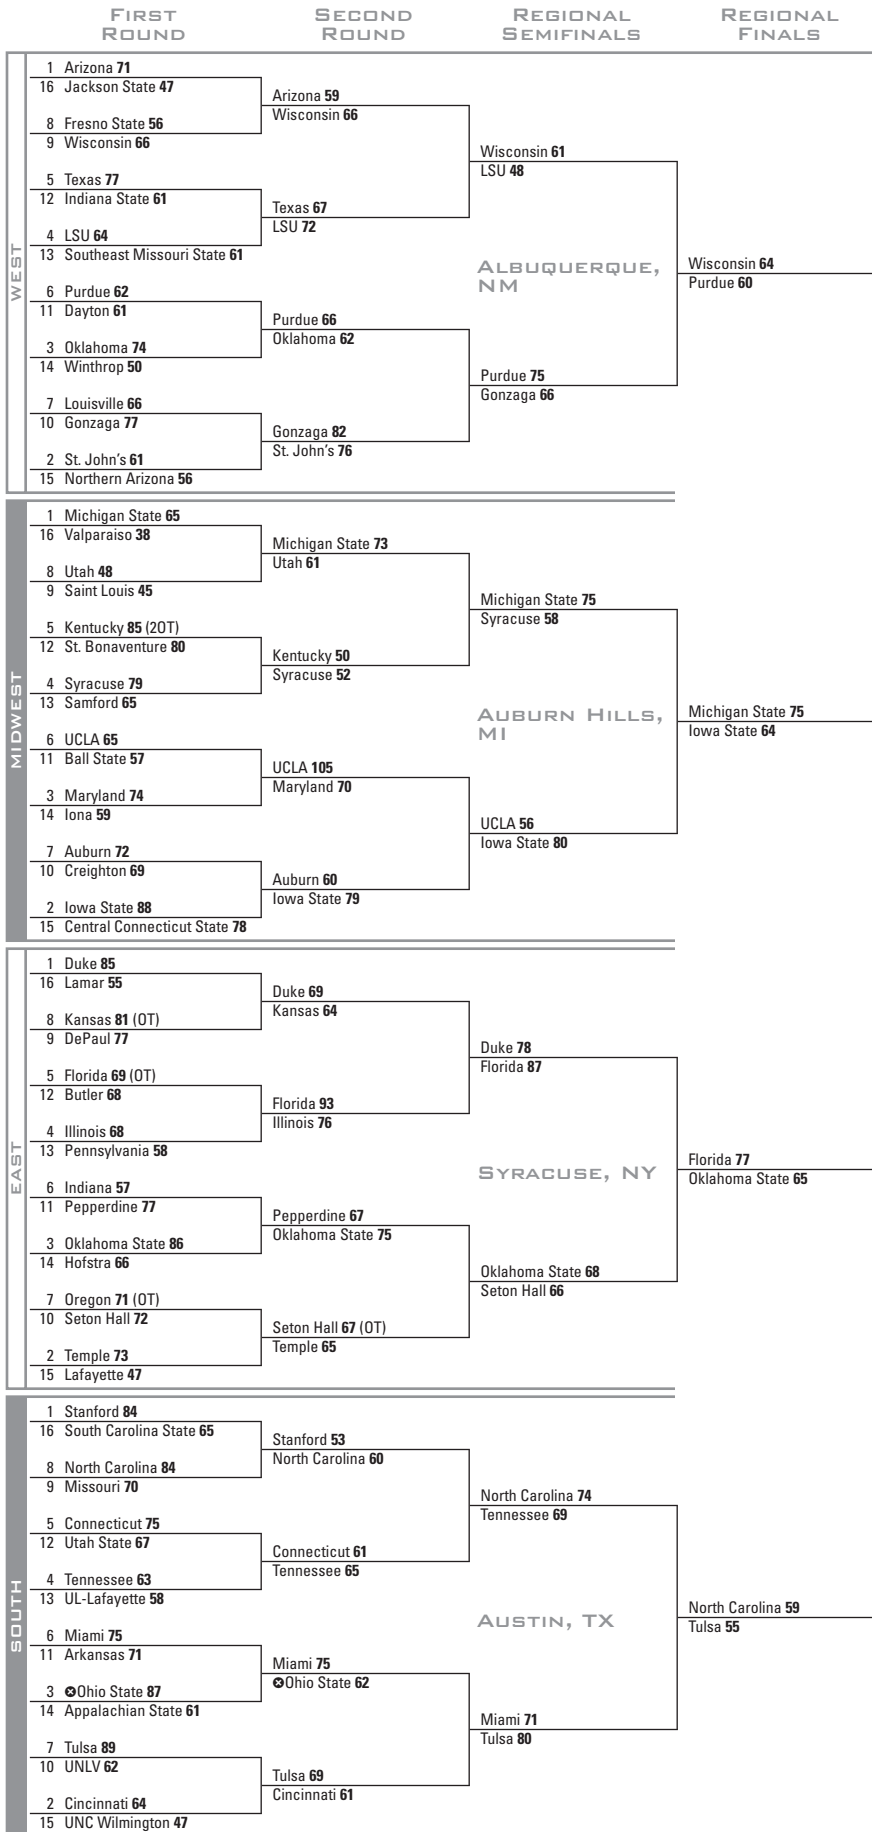 FIRST ROUND
SECOND ROUND
REGIONAL SEMIFINALS
REGIONAL FINALS
WEST
1 Arizona 71
16 Jackson State 47
8 Fresno State 56
9 Wisconsin 66
5 Texas 77
12 Indiana State 61
4 LSU 64
13 Southeast Missouri State 61
6 Purdue 62
11 Dayton 61
3 Oklahoma 74
14 Winthrop 50
7 Louisville 66
10 Gonzaga 77
2 St. John's 61
15 Northern Arizona 56
Arizona 59
Wisconsin 66
Texas 67
LSU 72
Purdue 66
Oklahoma 62
Gonzaga 82
St. John's 76
Wisconsin 61
LSU 48
ALBUQUERQUE, NM
Purdue 75
Gonzaga 66
Wisconsin 64
Purdue 60
MIDWEST
1 Michigan State 65
16 Valparaiso 38
8 Utah 48
9 Saint Louis 45
5 Kentucky 85 (2OT)
12 St. Bonaventure 80
4 Syracuse 79
13 Samford 65
6 UCLA 65
11 Ball State 57
3 Maryland 74
14 Iona 59
7 Auburn 72
10 Creighton 69
2 Iowa State 88
15 Central Connecticut State 78
Michigan State 73
Utah 61
Kentucky 50
Syracuse 52
UCLA 105
Maryland 70
Auburn 60
Iowa State 79
Michigan State 75
Syracuse 58
AUBURN HILLS, MI
UCLA 56
Iowa State 80
Michigan State 75
Iowa State 64
EAST
1 Duke 85
16 Lamar 55
8 Kansas 81 (OT)
9 DePaul 77
5 Florida 69 (OT)
12 Butler 68
4 Illinois 68
13 Pennsylvania 58
6 Indiana 57
11 Pepperdine 77
3 Oklahoma State 86
14 Hofstra 66
7 Oregon 71 (OT)
10 Seton Hall 72
2 Temple 73
15 Lafayette 47
Duke 69
Kansas 64
Florida 93
Illinois 76
Pepperdine 67
Oklahoma State 75
Seton Hall 67 (OT)
Temple 65
Duke 78
Florida 87
SYRACUSE, NY
Oklahoma State 68
Seton Hall 66
Florida 77
Oklahoma State 65
SOUTH
1 Stanford 84
16 South Carolina State 65
8 North Carolina 84
9 Missouri 70
5 Connecticut 75
12 Utah State 67
4 Tennessee 63
13 UL-Lafayette 58
6 Miami 75
11 Arkansas 71
3 ✪Ohio State 87
14 Appalachian State 61
7 Tulsa 89
10 UNLV 62
2 Cincinnati 64
15 UNC Wilmington 47
Stanford 53
North Carolina 60
Connecticut 61
Tennessee 65
Miami 75
✪Ohio State 62
Tulsa 69
Cincinnati 61
North Carolina 74
Tennessee 69
AUSTIN, TX
Miami 71
Tulsa 80
North Carolina 59
Tulsa 55